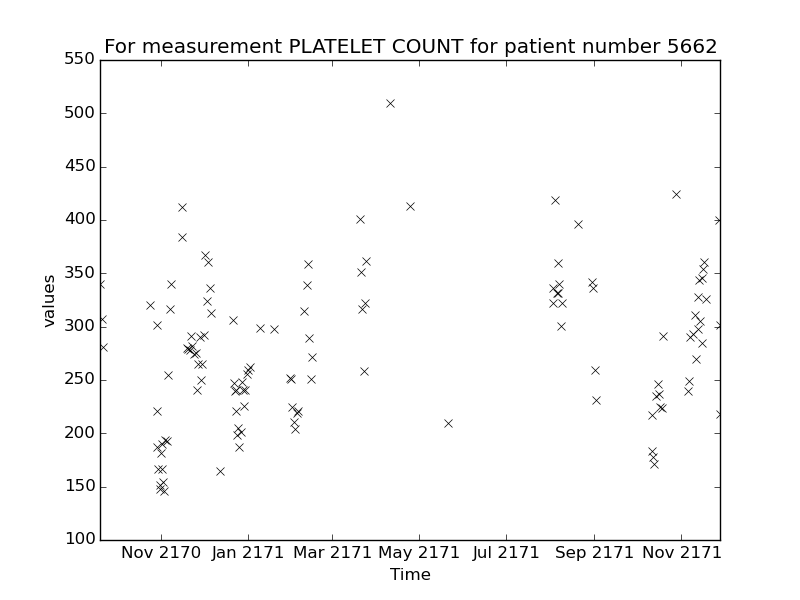 For measurement PLATELET COUNT for patient number 5662
550
500
450
400
350
300
250
200
150
100
values
Nov 2170 Jan 2171 Mar 2171 May 2171 Jul 2171 Sep 2171 Nov 2171
Time